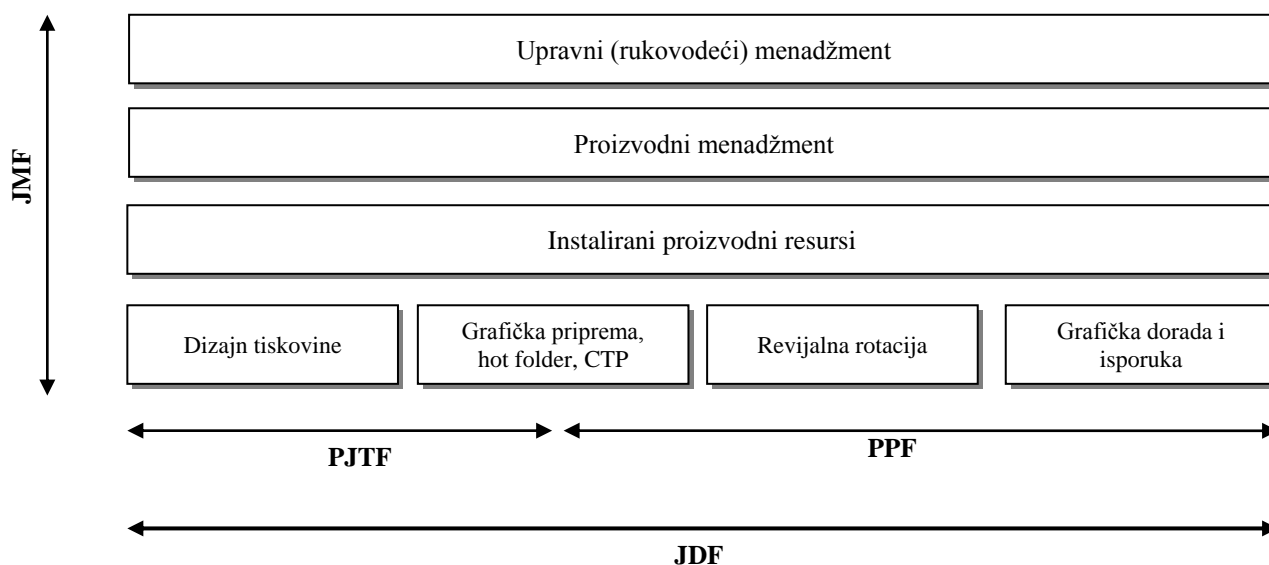 Upravni (rukovodeći) menadžment
Proizvodni menadžment
JMF
Instalirani proizvodni resursi
Dizajn tiskovine
Grafička priprema,
hot folder, CTP
Revijalna rotacija
Grafička dorada i
isporuka
PJTF
PPF
JDF